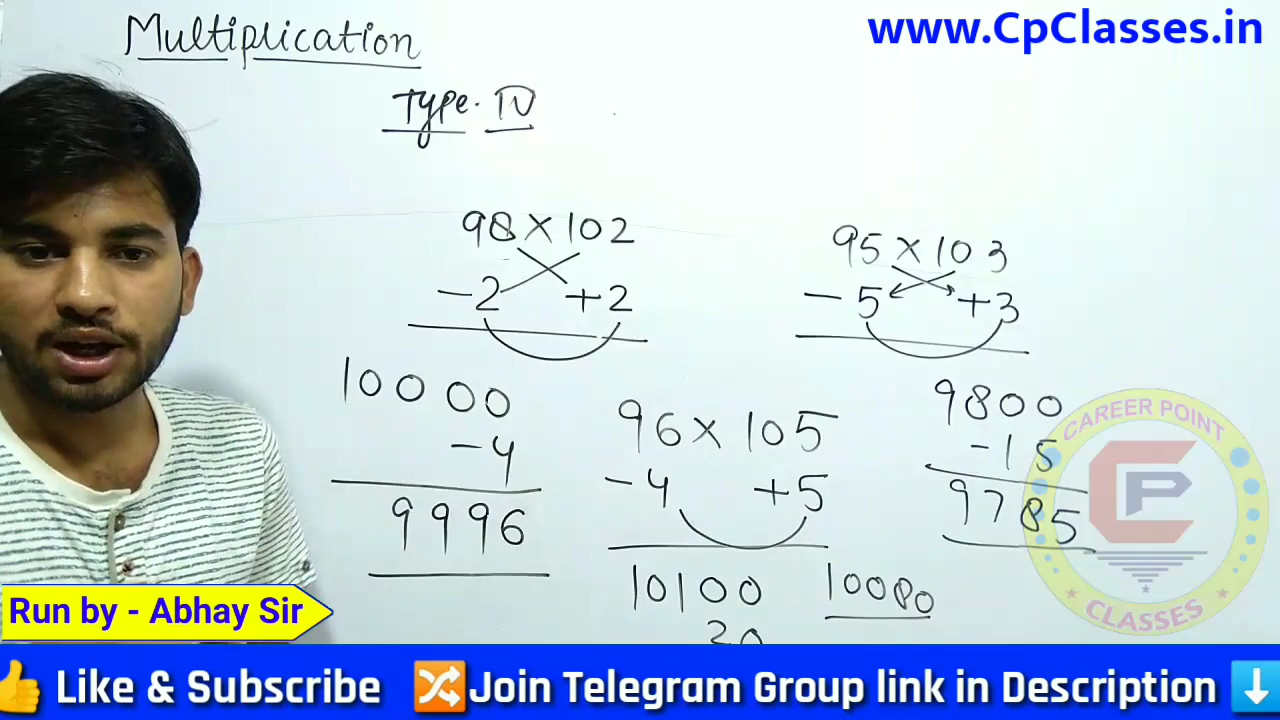 www.CpClasses.in
Multiplication
Type. IV
98 × 102
-2 +2
10000
-4
9996
95 × 103
-5 +3
9800
-15
9785
96 × 105
-4 +5
10100
20
10080
CAREER POINT
CP
CLASSES
Run by - Abhay Sir
👍 Like & Subscribe 🔀 Join Telegram Group link in Description ⬇